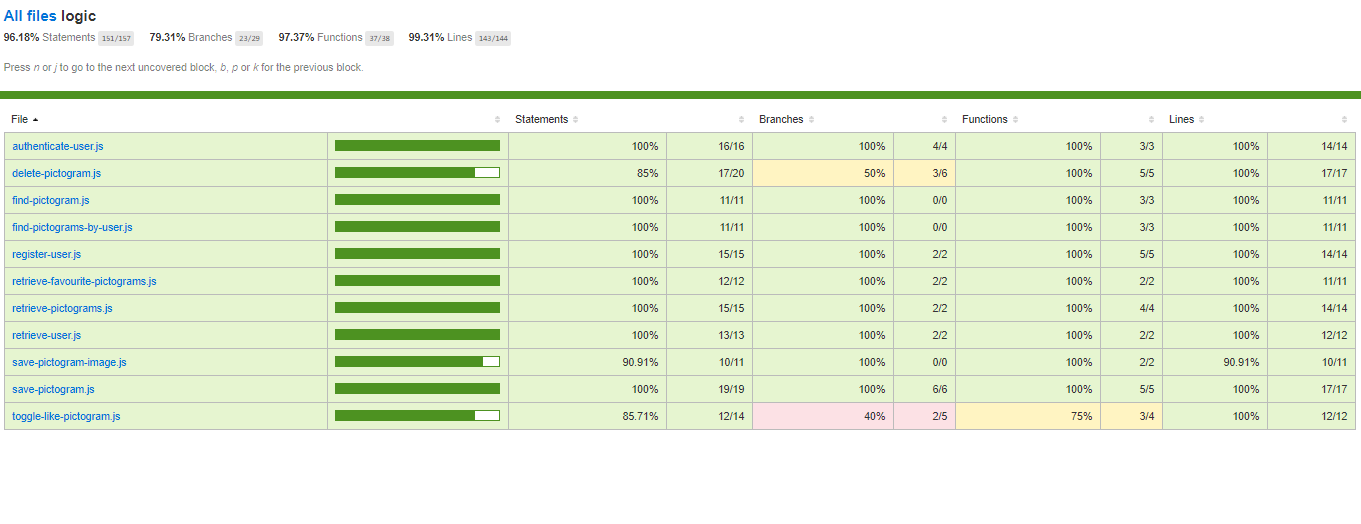 All files logic
96.18% Statements 151/157 79.31% Branches 23/29 97.37% Functions 37/38 99.31% Lines 143/144
Press n or j to go to the next uncovered block, b, p or k for the previous block.
File Statements Branches Functions Lines
authenticate-user.js 100% 16/16 100% 4/4 100% 3/3 100% 14/14
delete-pictogram.js 85% 17/20 50% 3/6 100% 5/5 100% 17/17
find-pictogram.js 100% 11/11 100% 0/0 100% 3/3 100% 11/11
find-pictograms-by-user.js 100% 11/11 100% 0/0 100% 3/3 100% 11/11
register-user.js 100% 15/15 100% 2/2 100% 5/5 100% 14/14
retrieve-favourite-pictograms.js 100% 12/12 100% 2/2 100% 2/2 100% 11/11
retrieve-pictograms.js 100% 15/15 100% 2/2 100% 4/4 100% 14/14
retrieve-user.js 100% 13/13 100% 2/2 100% 2/2 100% 12/12
save-pictogram-image.js 90.91% 10/11 100% 0/0 100% 2/2 90.91% 10/11
save-pictogram.js 100% 19/19 100% 6/6 100% 5/5 100% 17/17
toggle-like-pictogram.js 85.71% 12/14 40% 2/5 75% 3/4 100% 12/12